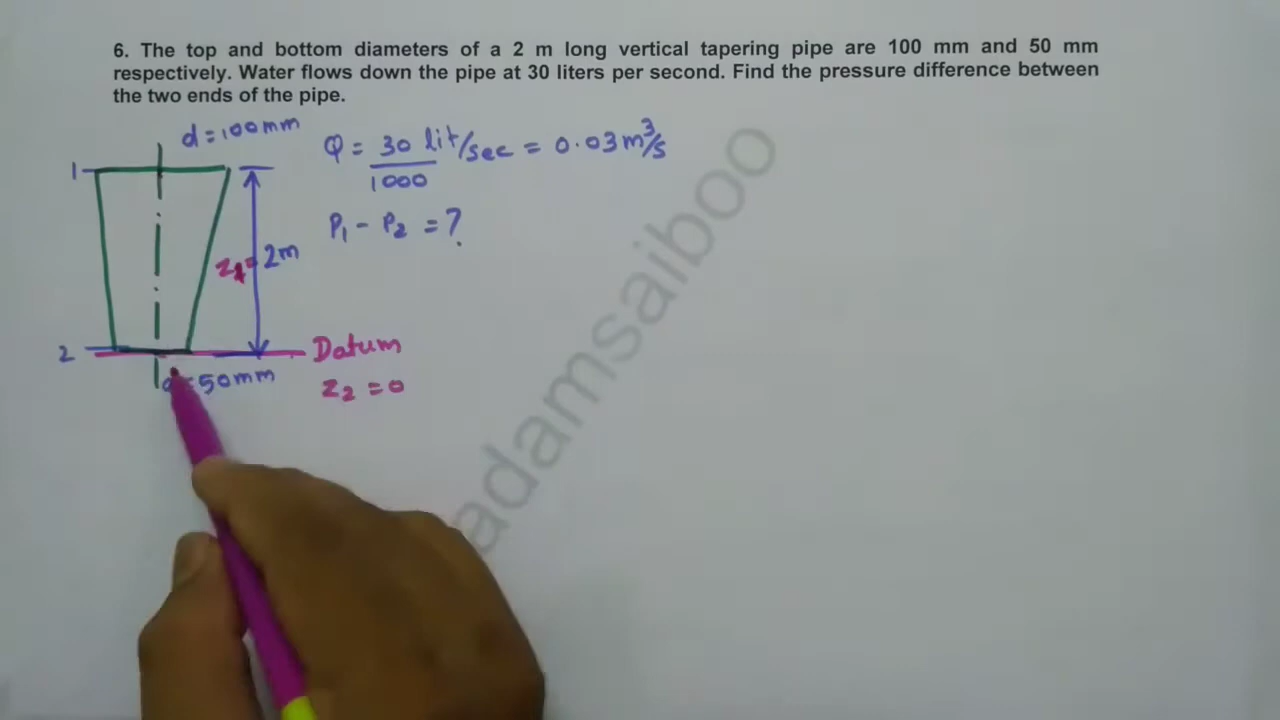 6. The top and bottom diameters of a 2 m long vertical tapering pipe are 100 mm and 50 mm
respectively. Water flows down the pipe at 30 liters per second. Find the pressure difference between
the two ends of the pipe.
d=100mm
Q = 30/1000 lit/sec = 0.03 m³/s
1
P₁ - P₂ = ?
z₁= 2m
2
Datum
=50mm
z₂ = 0
adamsaiboo